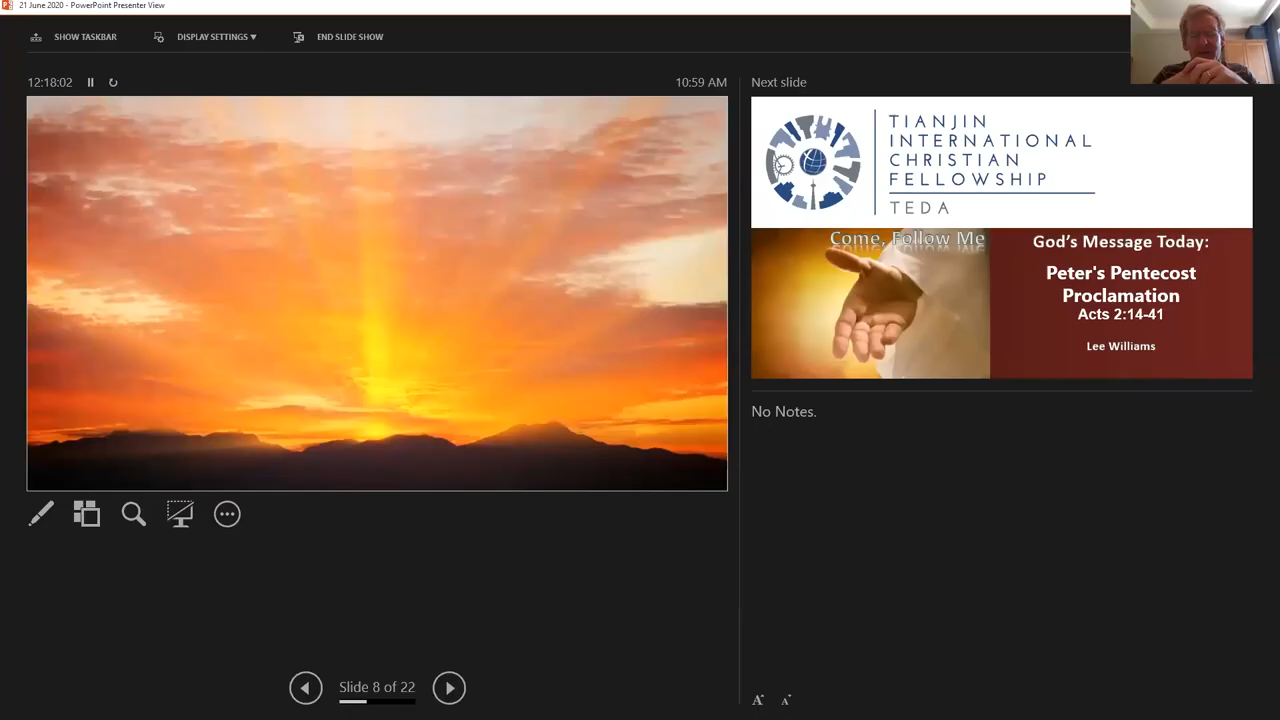 21 June 2020 - PowerPoint Presenter View
SHOW TASKBAR
DISPLAY SETTINGS ▾
END SLIDE SHOW
12:18:02
10:59 AM
Next slide
TIANJIN
INTERNATIONAL
CHRISTIAN
FELLOWSHIP
TEDA
Come, Follow Me
God's Message Today:
Peter's Pentecost
Proclamation
Acts 2:14-41
Lee Williams
No Notes.
Slide 8 of 22
A
A